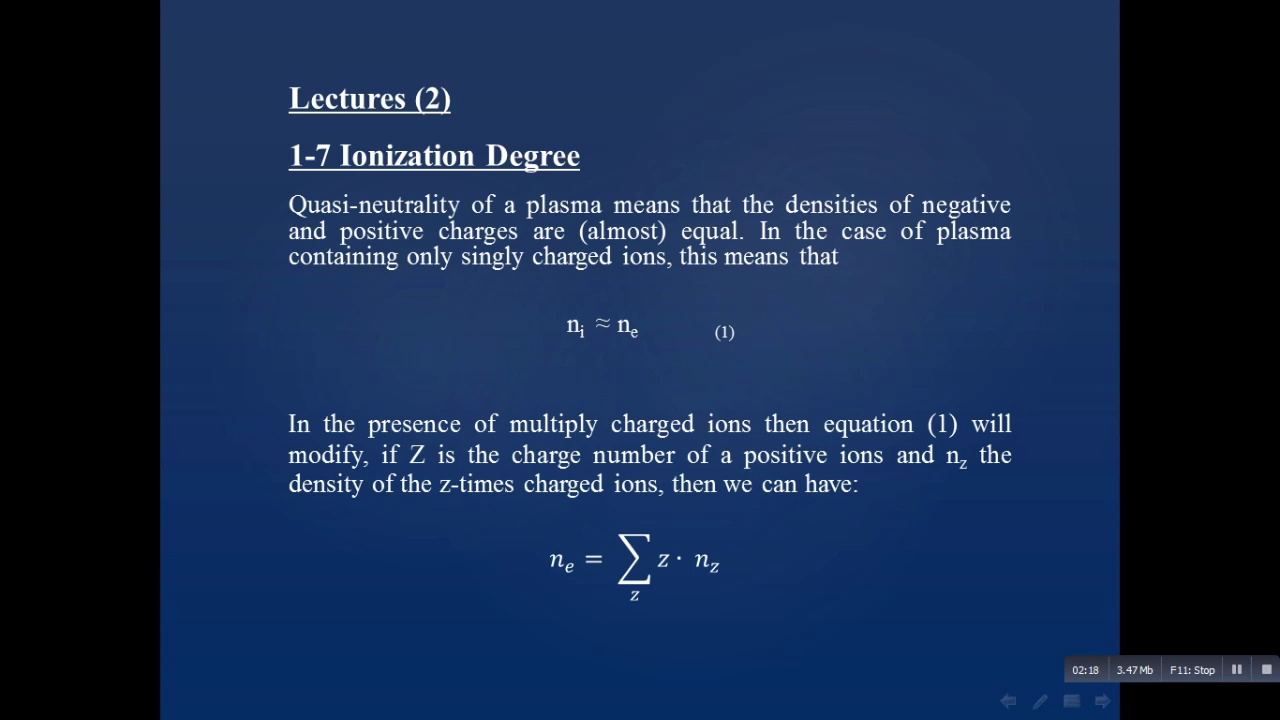 Lectures (2)
1-7 Ionization Degree
Quasi-neutrality of a plasma means that the densities of negative
and positive charges are (almost) equal. In the case of plasma
containing only singly charged ions, this means that
nᵢ ≈ nₑ (1)
In the presence of multiply charged ions then equation (1) will
modify, if Z is the charge number of a positive ions and n_z the
density of the z-times charged ions, then we can have:
nₑ = ∑_z z · n_z
02:18 3.47 Mb F11: Stop